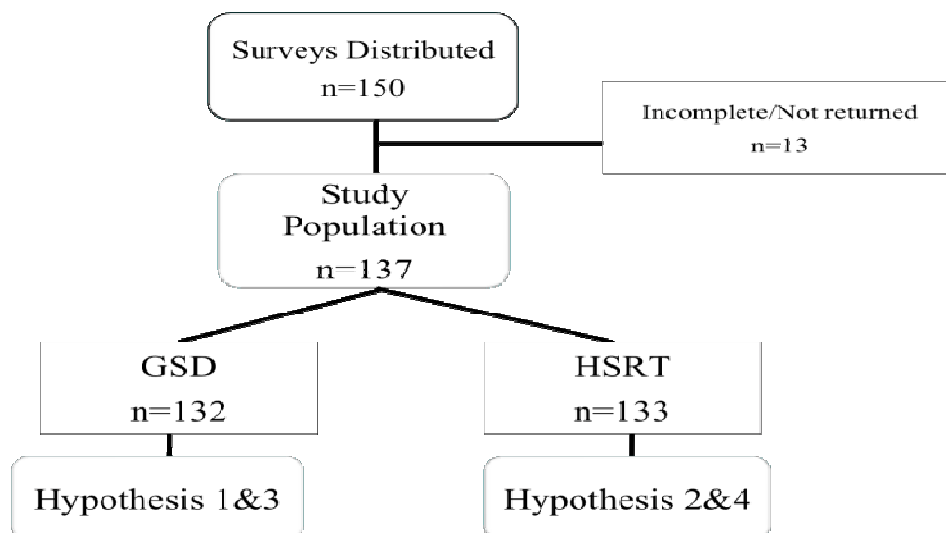 Surveys Distributed
n=150
Incomplete/Not returned
n=13
Study
Population
n=137
GSD
n=132
HSRT
n=133
Hypothesis 1&3
Hypothesis 2&4